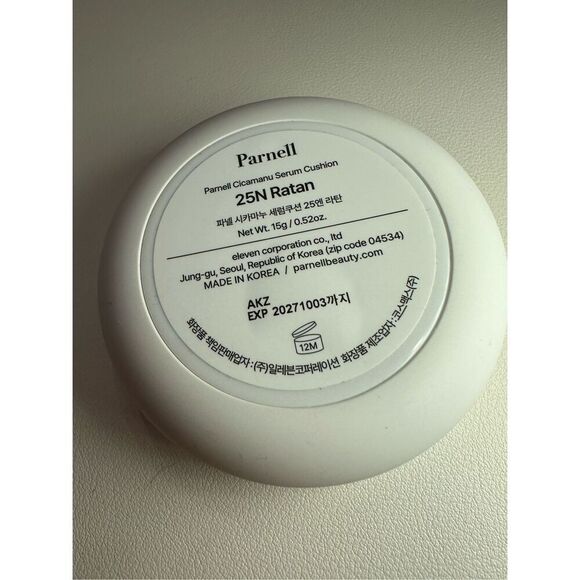 Parnell
Parnell Cicamanu Serum Cushion
25N Ratan
파넬 시카마누 세럼쿠션 25엔 라탄
Net Wt. 15g / 0.52oz.
eleven corporation co., ltd
Jung-gu, Seoul, Republic of Korea (zip code 04534)
MADE IN KOREA / parnellbeauty.com
AKZ
EXP 20271003까지
12M
화장품 책임판매업자 : (주)일레븐코퍼레이션 화장품 제조업자 : 코스맥스(주)